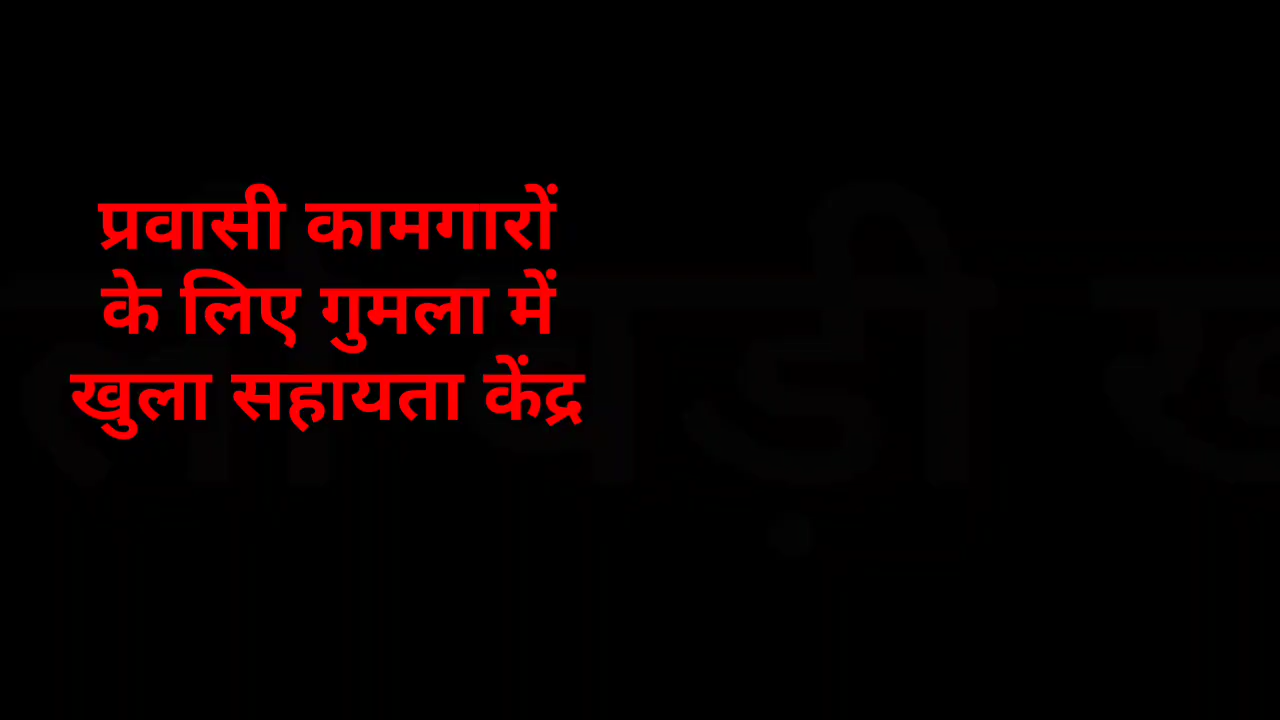 प्रवासी कामगारों
के लिए गुमला में
खुला सहायता केंद्र